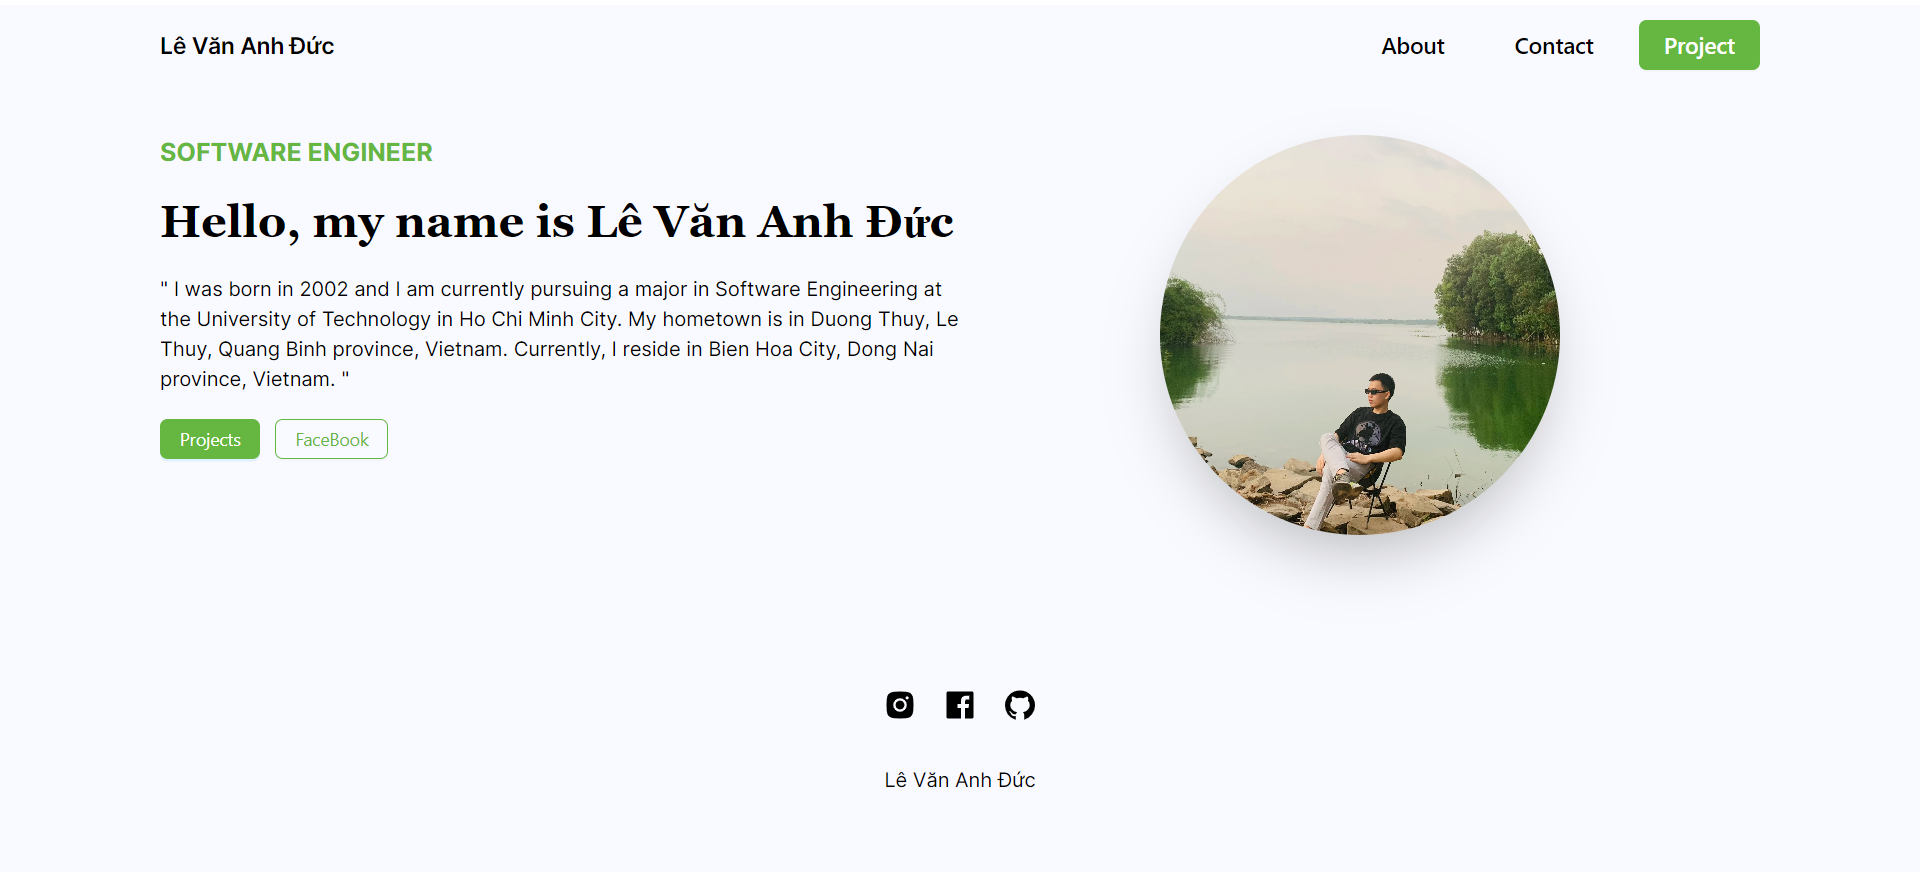 Lê Văn Anh Đức
About
Contact
Project
SOFTWARE ENGINEER
Hello, my name is Lê Văn Anh Đức
" I was born in 2002 and I am currently pursuing a major in Software Engineering at
the University of Technology in Ho Chi Minh City. My hometown is in Duong Thuy, Le
Thuy, Quang Binh province, Vietnam. Currently, I reside in Bien Hoa City, Dong Nai
province, Vietnam. "
Projects
FaceBook
Lê Văn Anh Đức